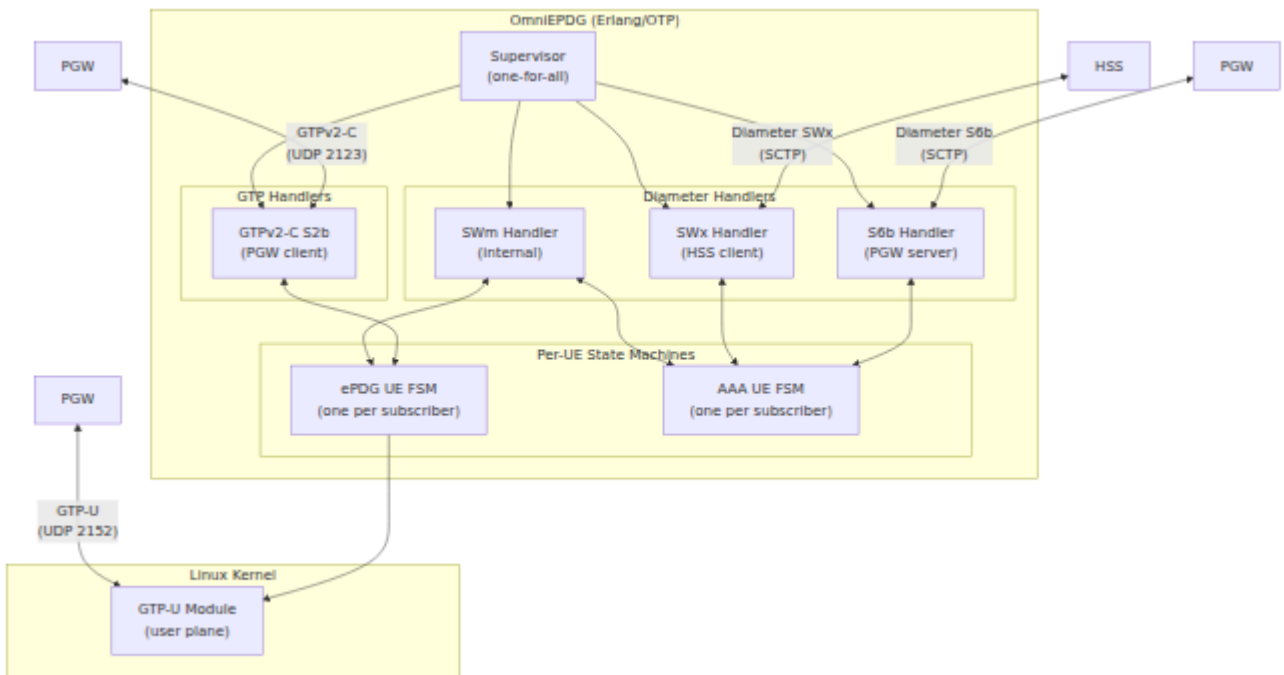 OmniEPDG (Erlang/OTP)
Supervisor
(one-for-all)
PGW
HSS
PGW
GTPv2-C
(UDP 2123)
Diameter SWx
(SCTP)
Diameter S6b
(SCTP)
GTP Handlers
Diameter Handlers
GTPv2-C S2b
(PGW client)
SWm Handler
(internal)
SWx Handler
(HSS client)
S6b Handler
(PGW server)
Per-UE State Machines
ePDG UE FSM
(one per subscriber)
AAA UE FSM
(one per subscriber)
PGW
GTP-U
(UDP 2152)
Linux Kernel
GTP-U Module
(user plane)